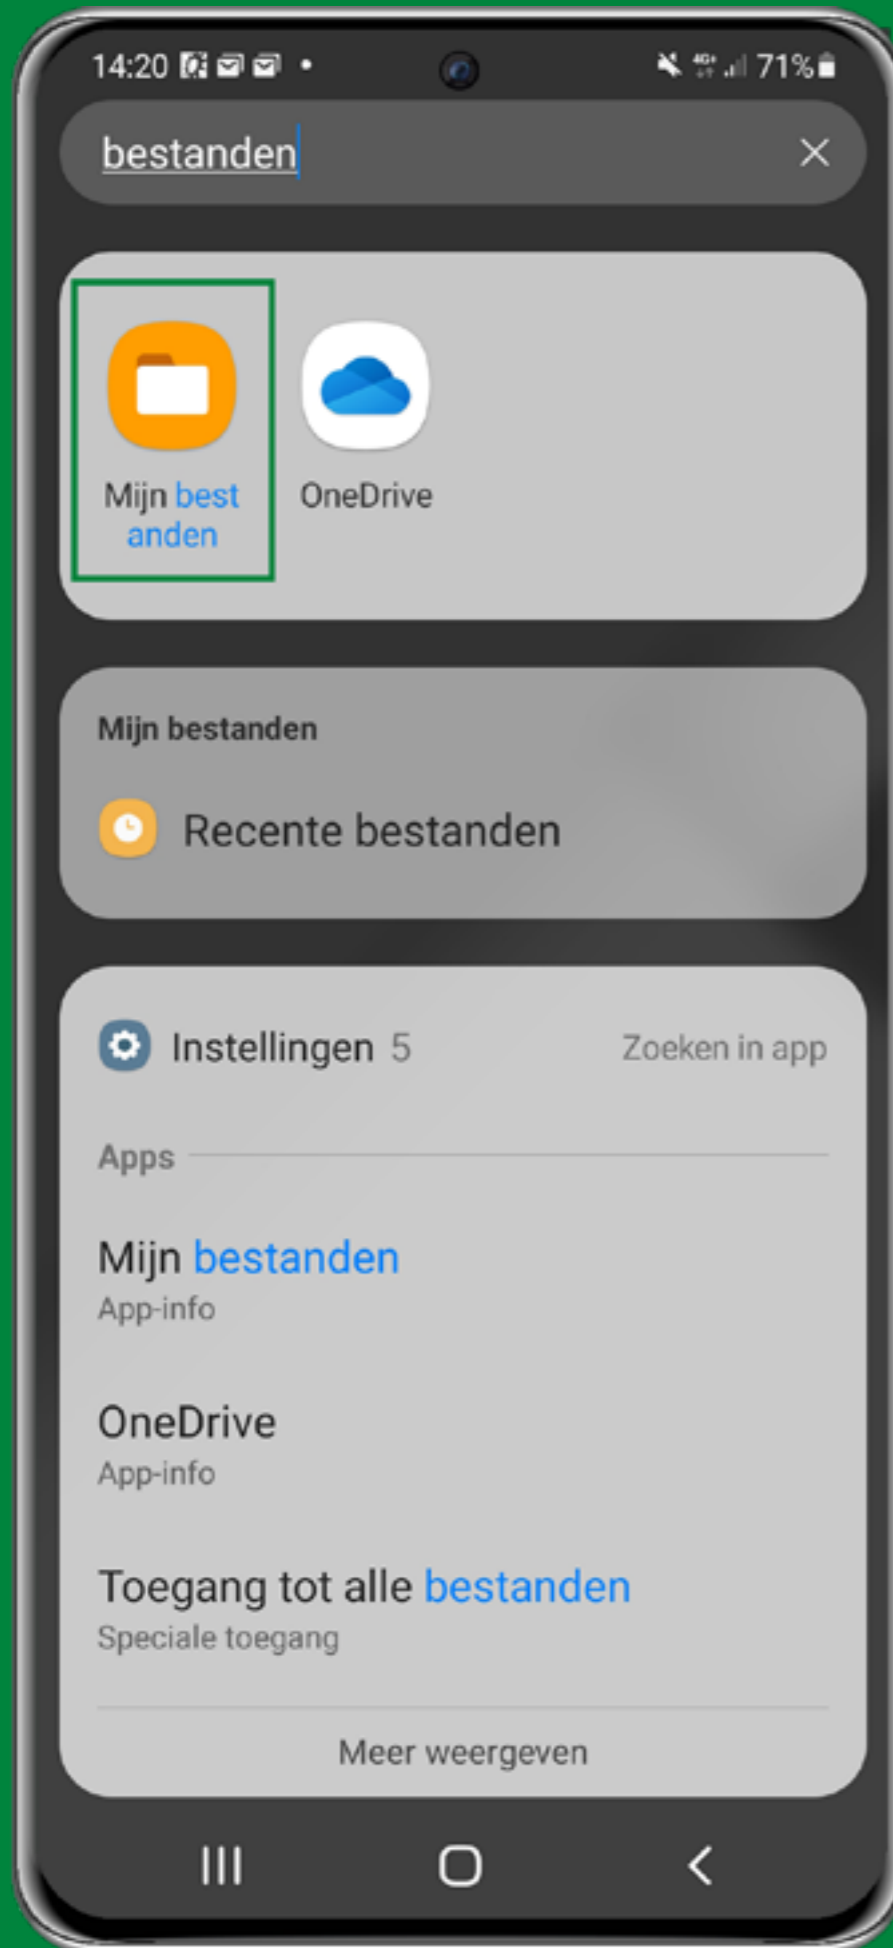 14:20 4G+ 71%
bestanden
Mijn best
anden
OneDrive
Mijn bestanden
Recente bestanden
Instellingen 5 Zoeken in app
Apps
Mijn bestanden
App-info
OneDrive
App-info
Toegang tot alle bestanden
Speciale toegang
Meer weergeven